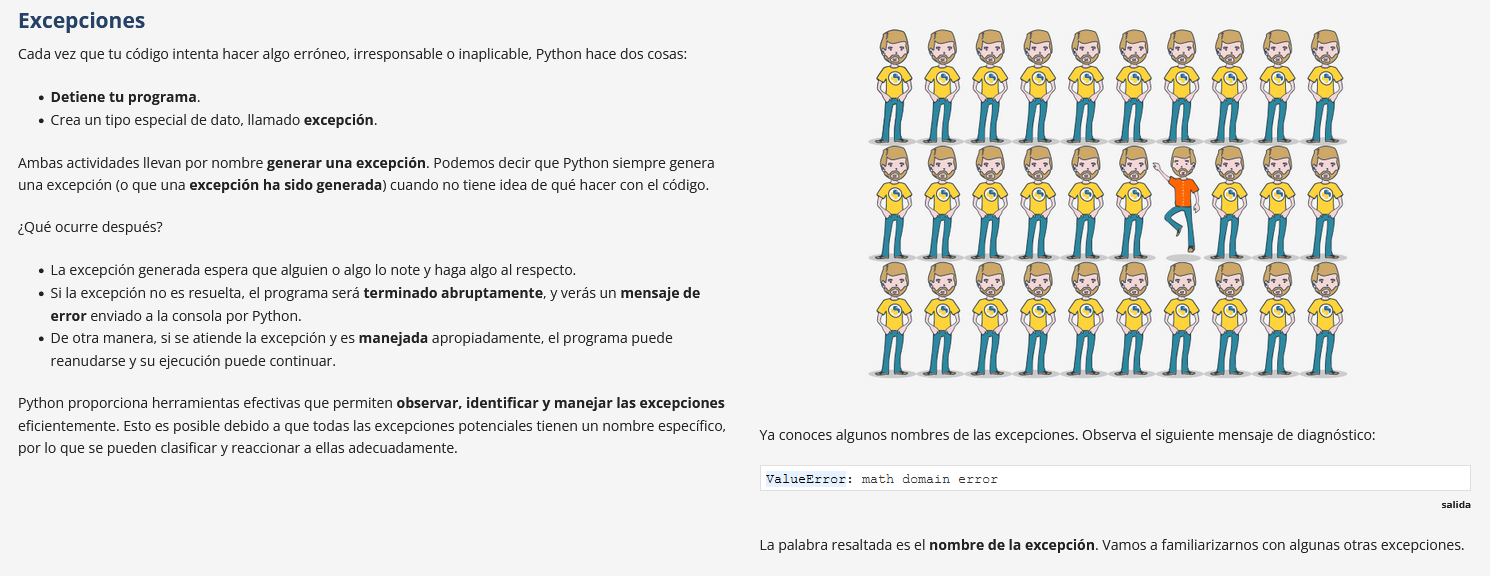 Excepciones
Cada vez que tu código intenta hacer algo erróneo, irresponsable o inaplicable, Python hace dos cosas:
• Detiene tu programa.
• Crea un tipo especial de dato, llamado excepción.
Ambas actividades llevan por nombre generar una excepción. Podemos decir que Python siempre genera
una excepción (o que una excepción ha sido generada) cuando no tiene idea de qué hacer con el código.
¿Qué ocurre después?
• La excepción generada espera que alguien o algo lo note y haga algo al respecto.
• Si la excepción no es resuelta, el programa será terminado abruptamente, y verás un mensaje de
error enviado a la consola por Python.
• De otra manera, si se atiende la excepción y es manejada apropiadamente, el programa puede
reanudarse y su ejecución puede continuar.
Python proporciona herramientas efectivas que permiten observar, identificar y manejar las excepciones
eficientemente. Esto es posible debido a que todas las excepciones potenciales tienen un nombre específico,
por lo que se pueden clasificar y reaccionar a ellas adecuadamente.
Ya conoces algunos nombres de las excepciones. Observa el siguiente mensaje de diagnóstico:
ValueError: math domain error
salida
La palabra resaltada es el nombre de la excepción. Vamos a familiarizarnos con algunas otras excepciones.